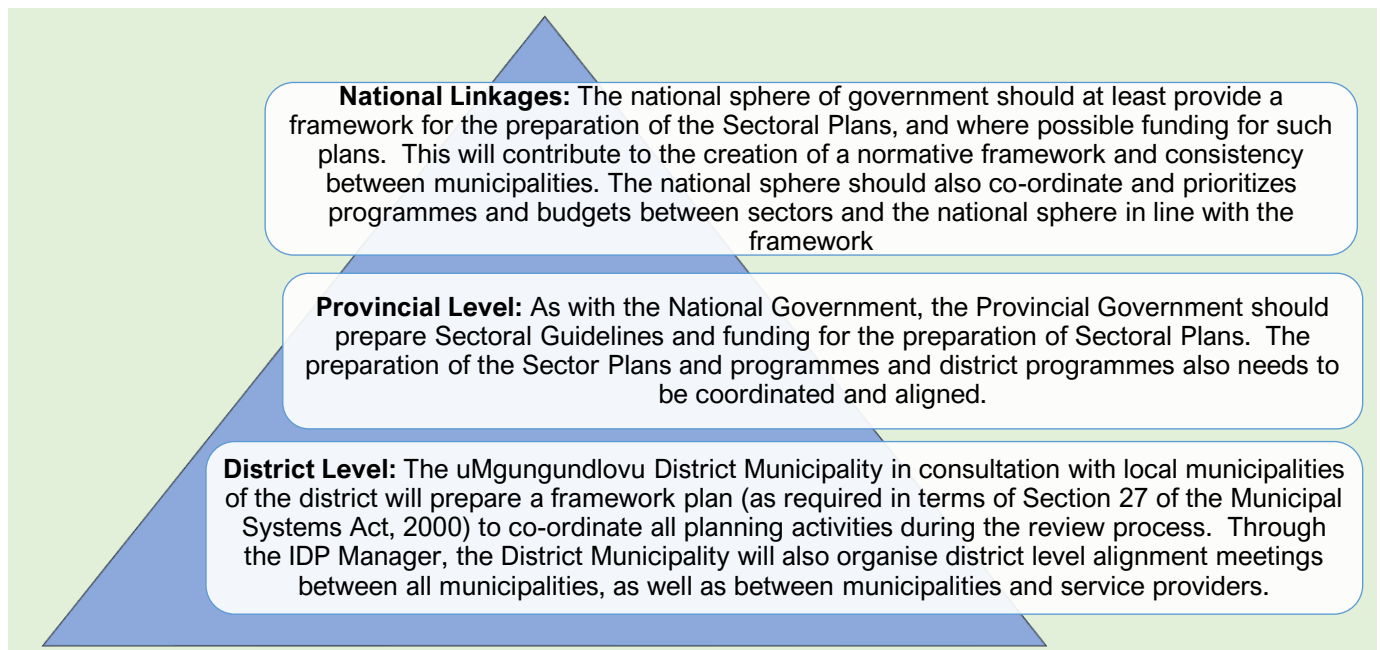 National Linkages: The national sphere of government should at least provide a
framework for the preparation of the Sectoral Plans, and where possible funding for such
plans.  This will contribute to the creation of a normative framework and consistency
between municipalities. The national sphere should also co-ordinate and prioritizes
programmes and budgets between sectors and the national sphere in line with the
framework
Provincial Level: As with the National Government, the Provincial Government should
prepare Sectoral Guidelines and funding for the preparation of Sectoral Plans.  The
preparation of the Sector Plans and programmes and district programmes also needs to
be coordinated and aligned.
District Level: The uMgungundlovu District Municipality in consultation with local municipalities
of the district will prepare a framework plan (as required in terms of Section 27 of the Municipal
Systems Act, 2000) to co-ordinate all planning activities during the review process.  Through
the IDP Manager, the District Municipality will also organise district level alignment meetings
between all municipalities, as well as between municipalities and service providers.